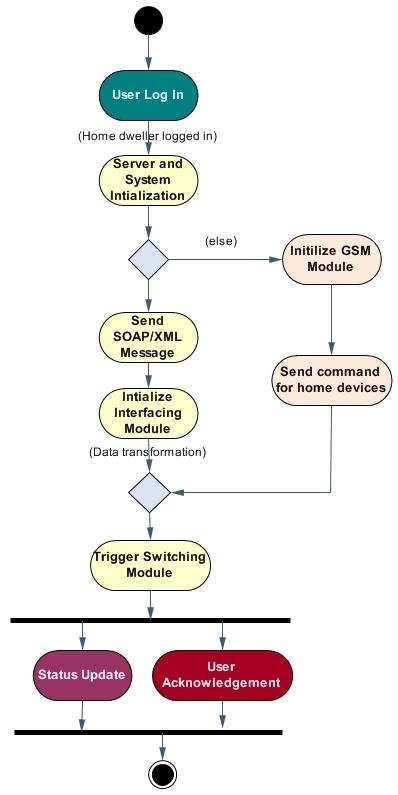 User Log In
(Home dweller logged in)
Server and
System
Intialization
(else)
Initilize GSM
Module
Send
SOAP/XML
Message
Send command
for home devices
Intialize
Interfacing
Module
(Data transformation)
Trigger Switching
Module
Status Update
User
Acknowledgement